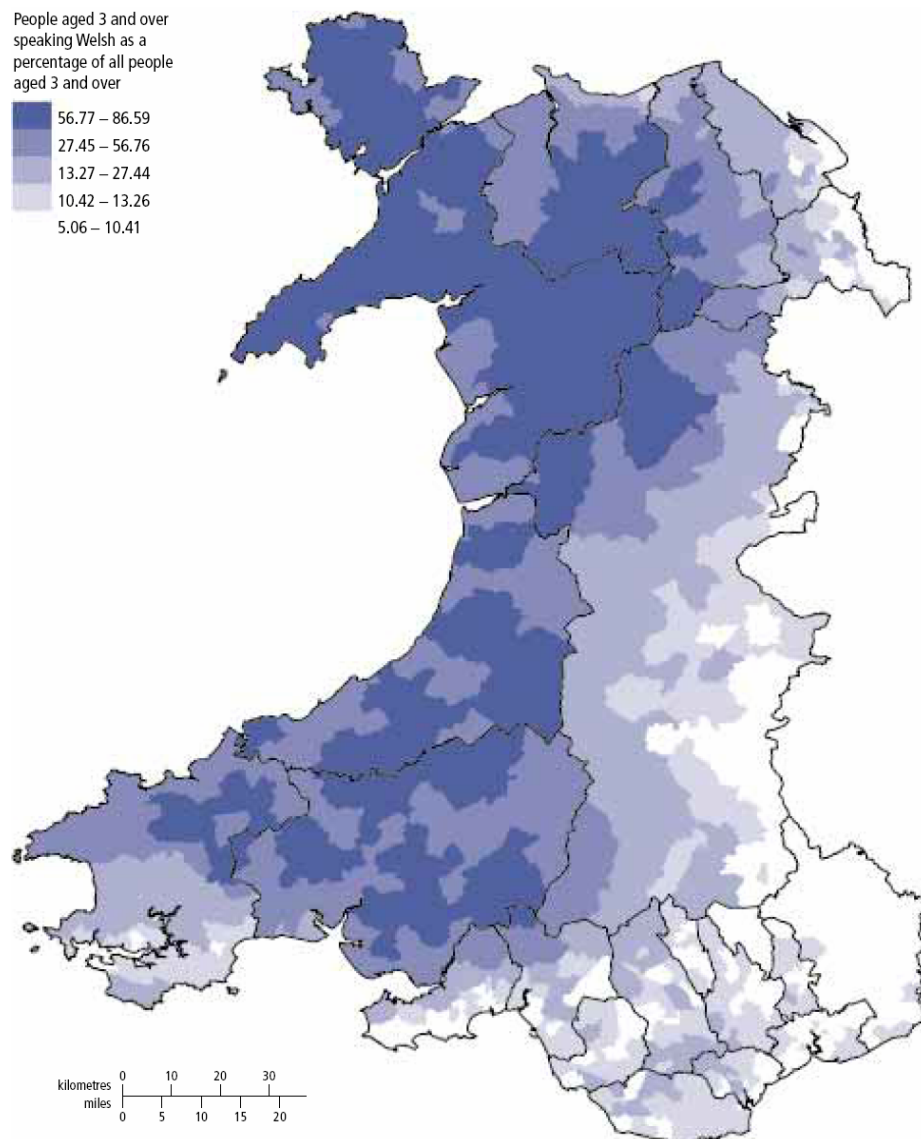 People aged 3 and over
speaking Welsh as a
percentage of all people
aged 3 and over
56.77 – 86.59
27.45 – 56.76
13.27 – 27.44
10.42 – 13.26
5.06 – 10.41
0 10 20 30
kilometres
miles
0 5 10 15 20